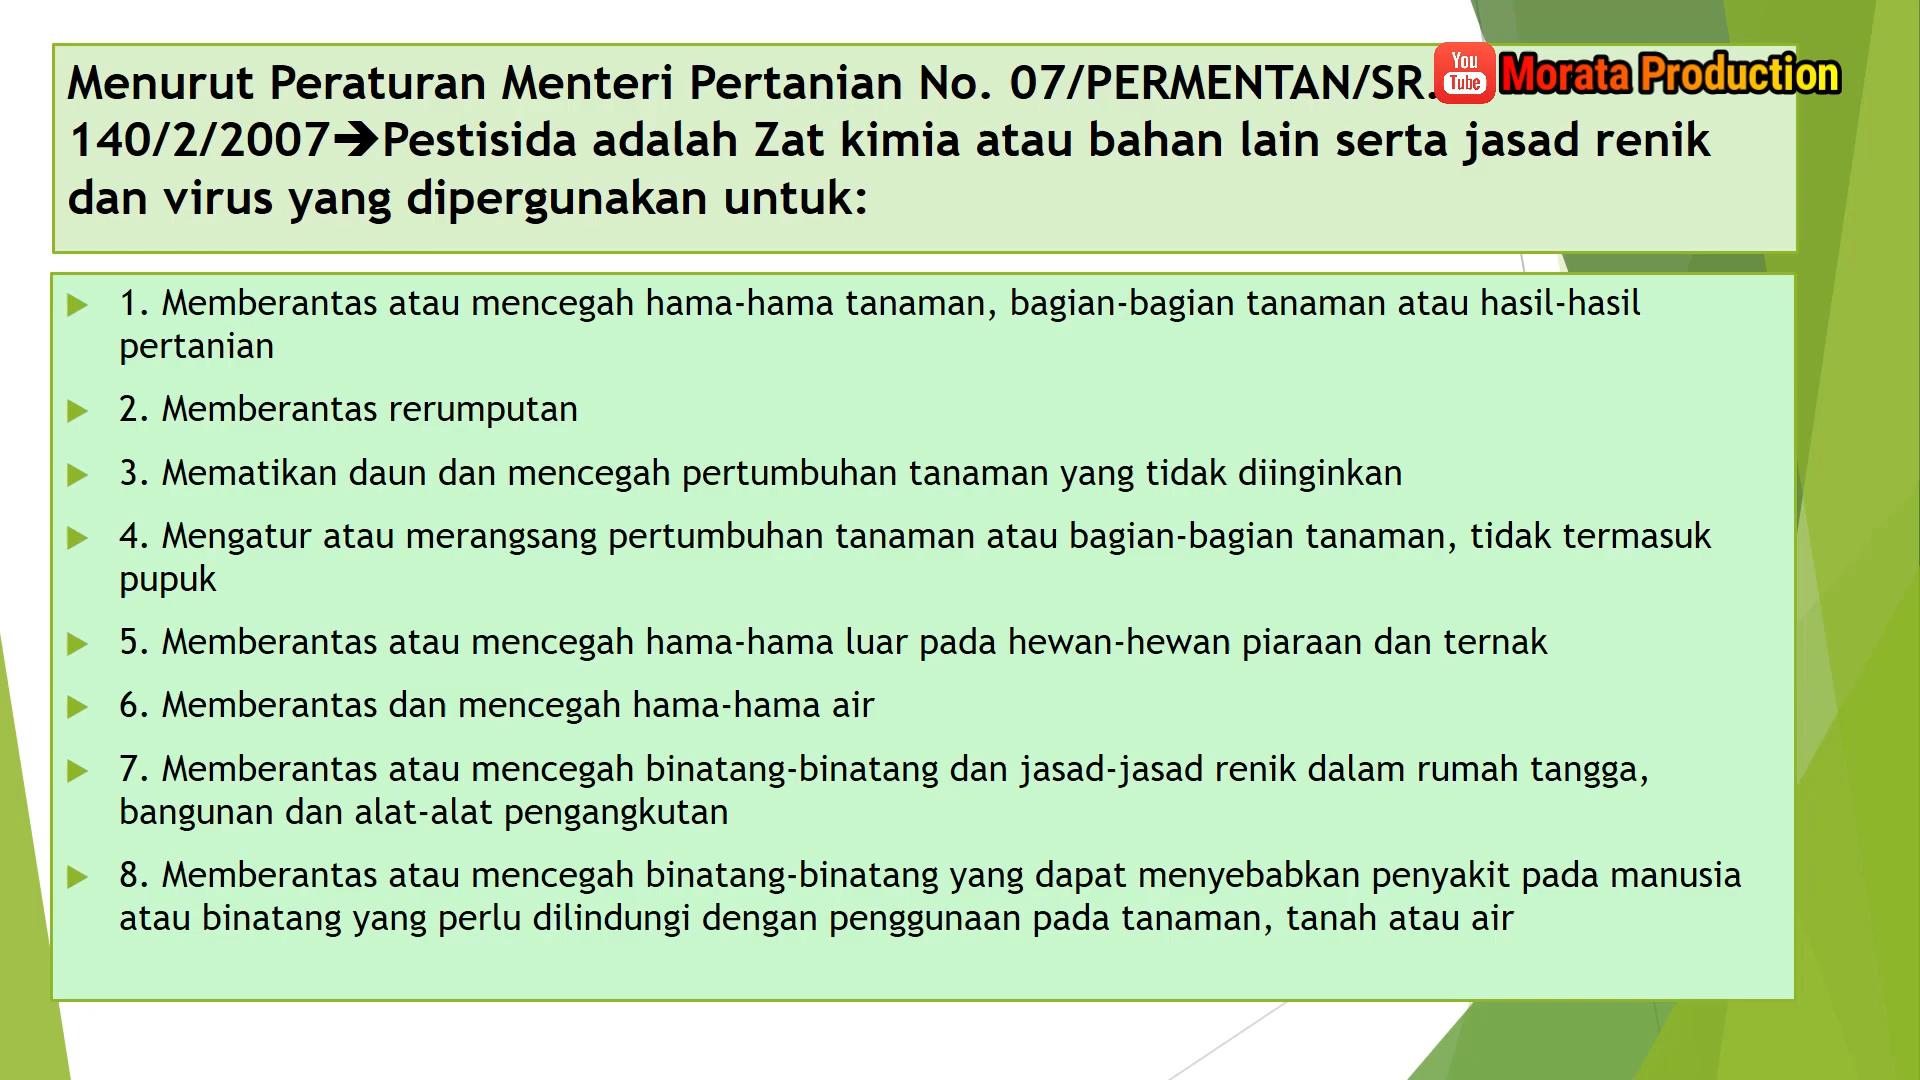 Menurut Peraturan Menteri Pertanian No. 07/PERMENTAN/SR.
You
Tube
Morata Production
140/2/2007➔Pestisida adalah Zat kimia atau bahan lain serta jasad renik
dan virus yang dipergunakan untuk:
1. Memberantas atau mencegah hama-hama tanaman, bagian-bagian tanaman atau hasil-hasil
pertanian
2. Memberantas rerumputan
3. Mematikan daun dan mencegah pertumbuhan tanaman yang tidak diinginkan
4. Mengatur atau merangsang pertumbuhan tanaman atau bagian-bagian tanaman, tidak termasuk
pupuk
5. Memberantas atau mencegah hama-hama luar pada hewan-hewan piaraan dan ternak
6. Memberantas dan mencegah hama-hama air
7. Memberantas atau mencegah binatang-binatang dan jasad-jasad renik dalam rumah tangga,
bangunan dan alat-alat pengangkutan
8. Memberantas atau mencegah binatang-binatang yang dapat menyebabkan penyakit pada manusia
atau binatang yang perlu dilindungi dengan penggunaan pada tanaman, tanah atau air